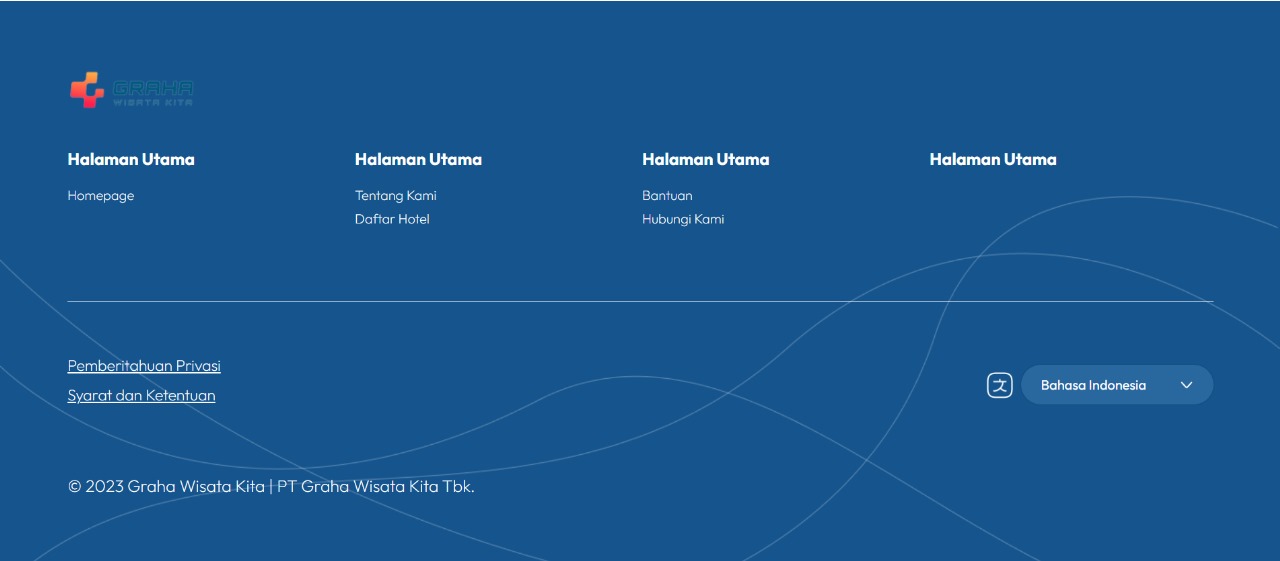 GRAHA
WISATA KITA
Halaman Utama
Homepage
Halaman Utama
Tentang Kami
Daftar Hotel
Halaman Utama
Bantuan
Hubungi Kami
Halaman Utama
Pemberitahuan Privasi
Syarat dan Ketentuan
文
Bahasa Indonesia
© 2023 Graha Wisata Kita | PT Graha Wisata Kita Tbk.